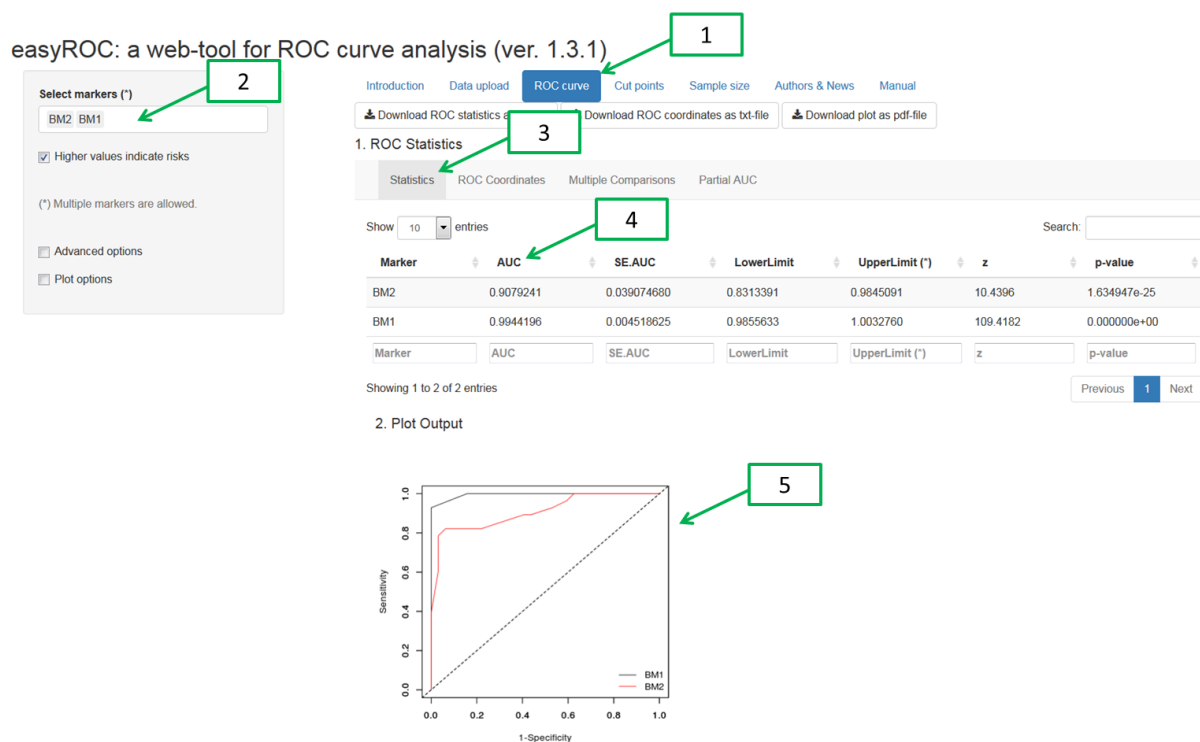 easyROC: a web-tool for ROC curve analysis (ver. 1.3.1)
1
2
Select markers (*)
BM2 BM1
Higher values indicate risks
(*) Multiple markers are allowed.
Advanced options
Plot options
Introduction Data upload ROC curve Cut points Sample size Authors & News Manual
Download ROC statistics Download ROC coordinates as txt-file Download plot as pdf-file
3
1. ROC Statistics
Statistics ROC Coordinates Multiple Comparisons Partial AUC
4
Show 10 entries Search:
Marker AUC SE.AUC LowerLimit UpperLimit (*) z p-value
BM2 0.9079241 0.039074680 0.8313391 0.9845091 10.4396 1.634947e-25
BM1 0.9944196 0.004518625 0.9855633 1.0032760 109.4182 0.000000e+00
Marker AUC SE.AUC LowerLimit UpperLimit (*) z p-value
Showing 1 to 2 of 2 entries
Previous 1 Next
2. Plot Output
5
Sensitivity
1.0
0.8
0.6
0.4
0.2
0.0
BM1
BM2
0.0 0.2 0.4 0.6 0.8 1.0
1-Specificity